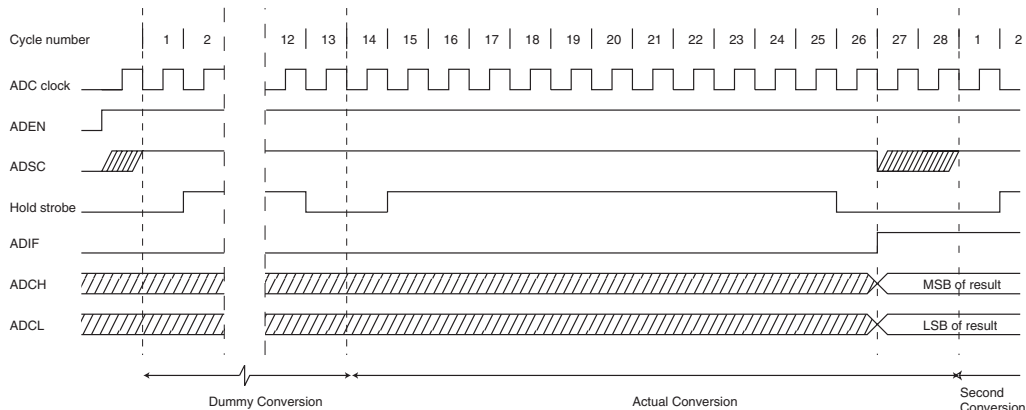 Cycle number 1 2 12 13 14 15 16 17 18 19 20 21 22 23 24 25 26 27 28 1 2
ADC clock
ADEN
ADSC
Hold strobe
ADIF
ADCH MSB of result
ADCL LSB of result
Dummy Conversion Actual Conversion Second
Conversion